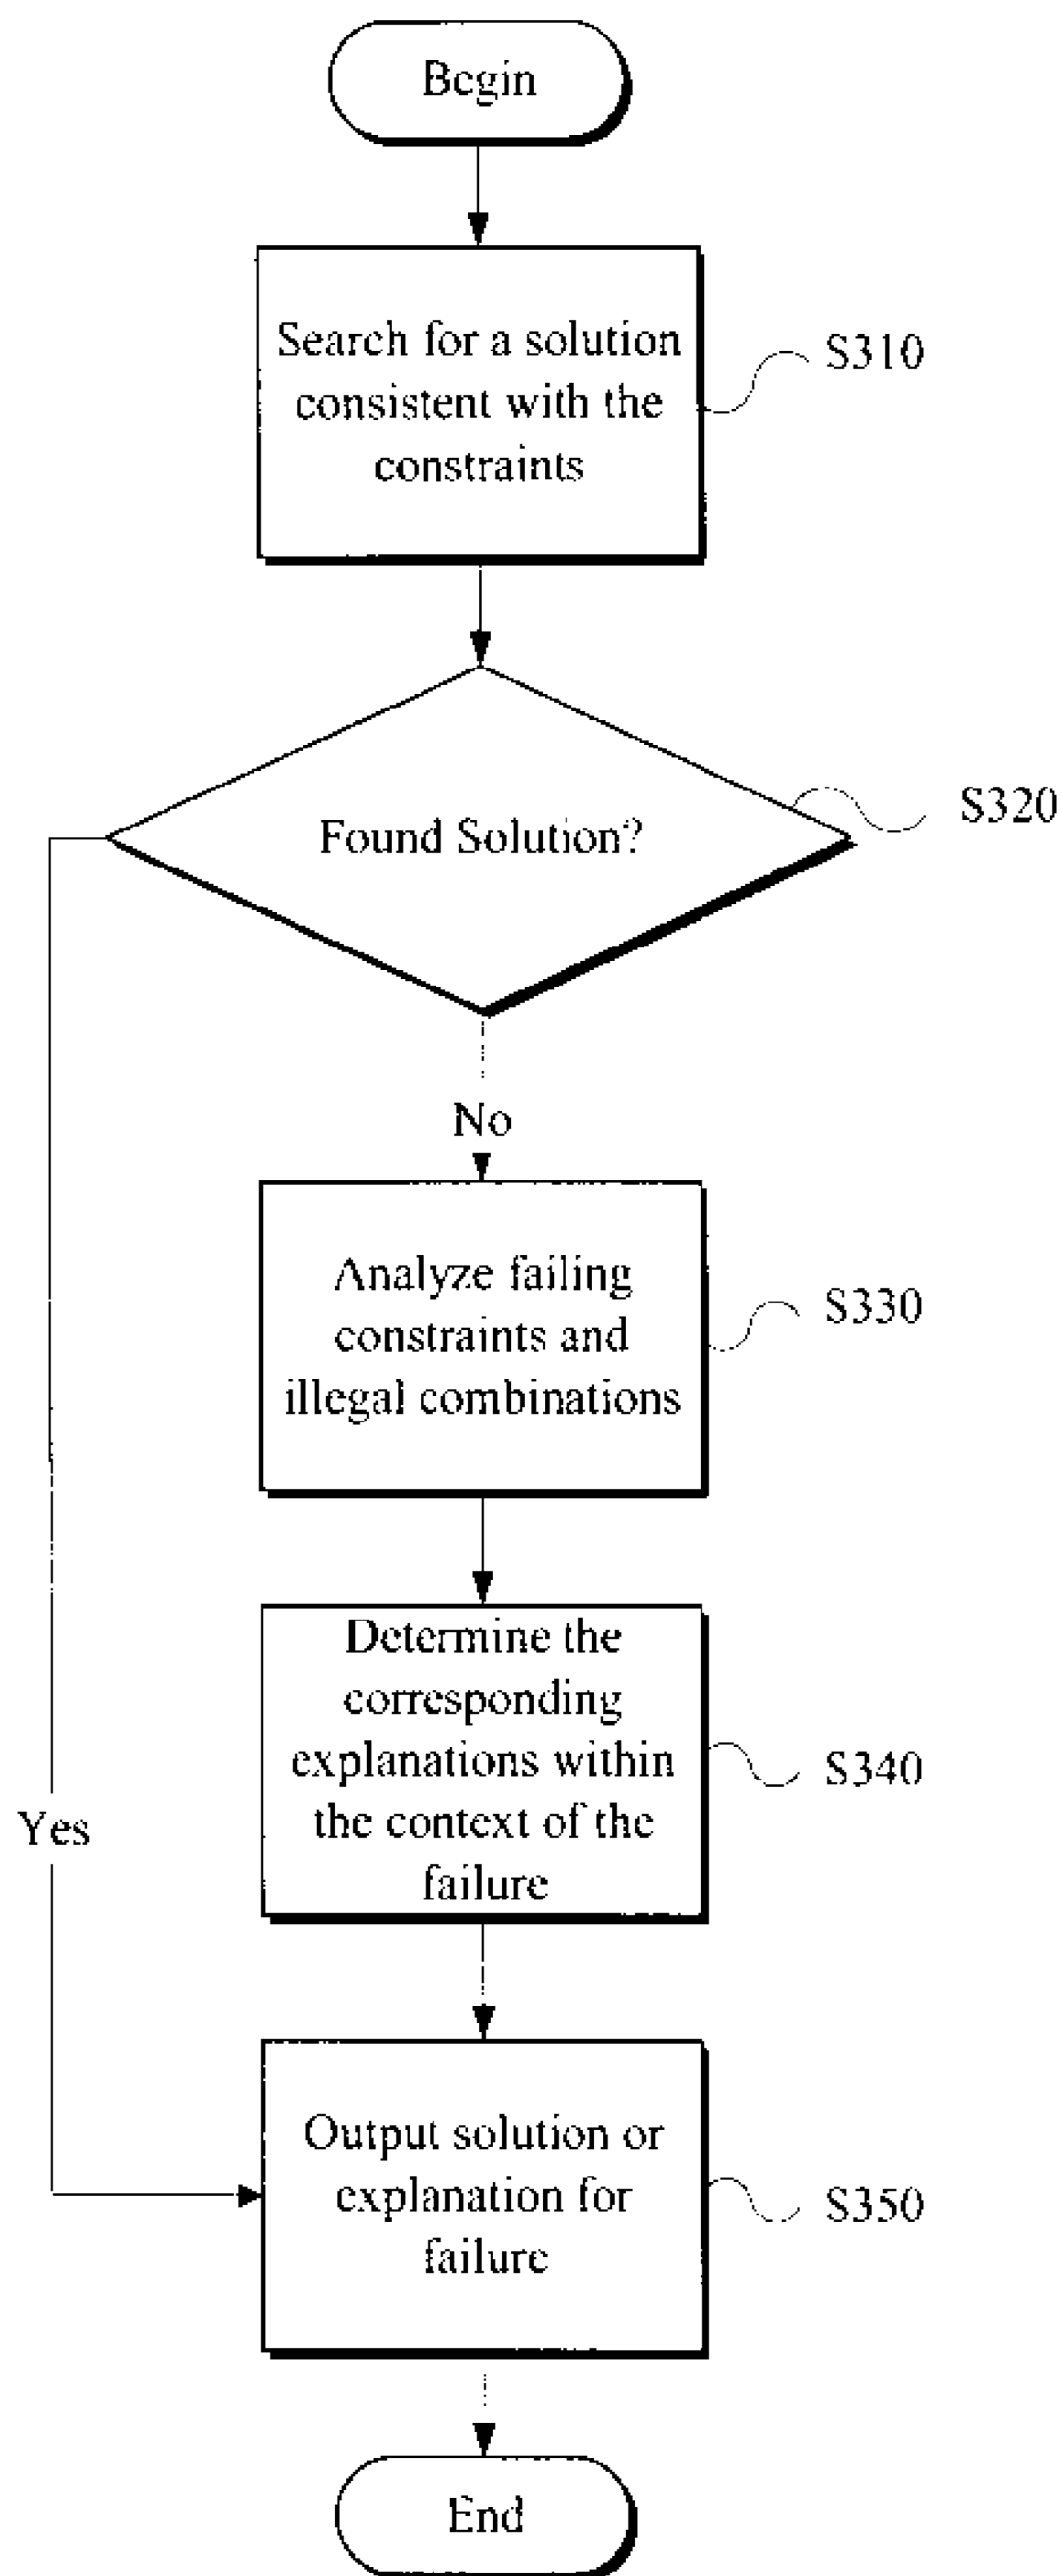 Begin
Search for a solution
consistent with the
constraints
S310
Found Solution?
S320
No
Analyze failing
constraints and
illegal combinations
S330
Determine the
corresponding
explanations within
the context of the
failure
S340
Yes
Output solution or
explanation for
failure
S350
End